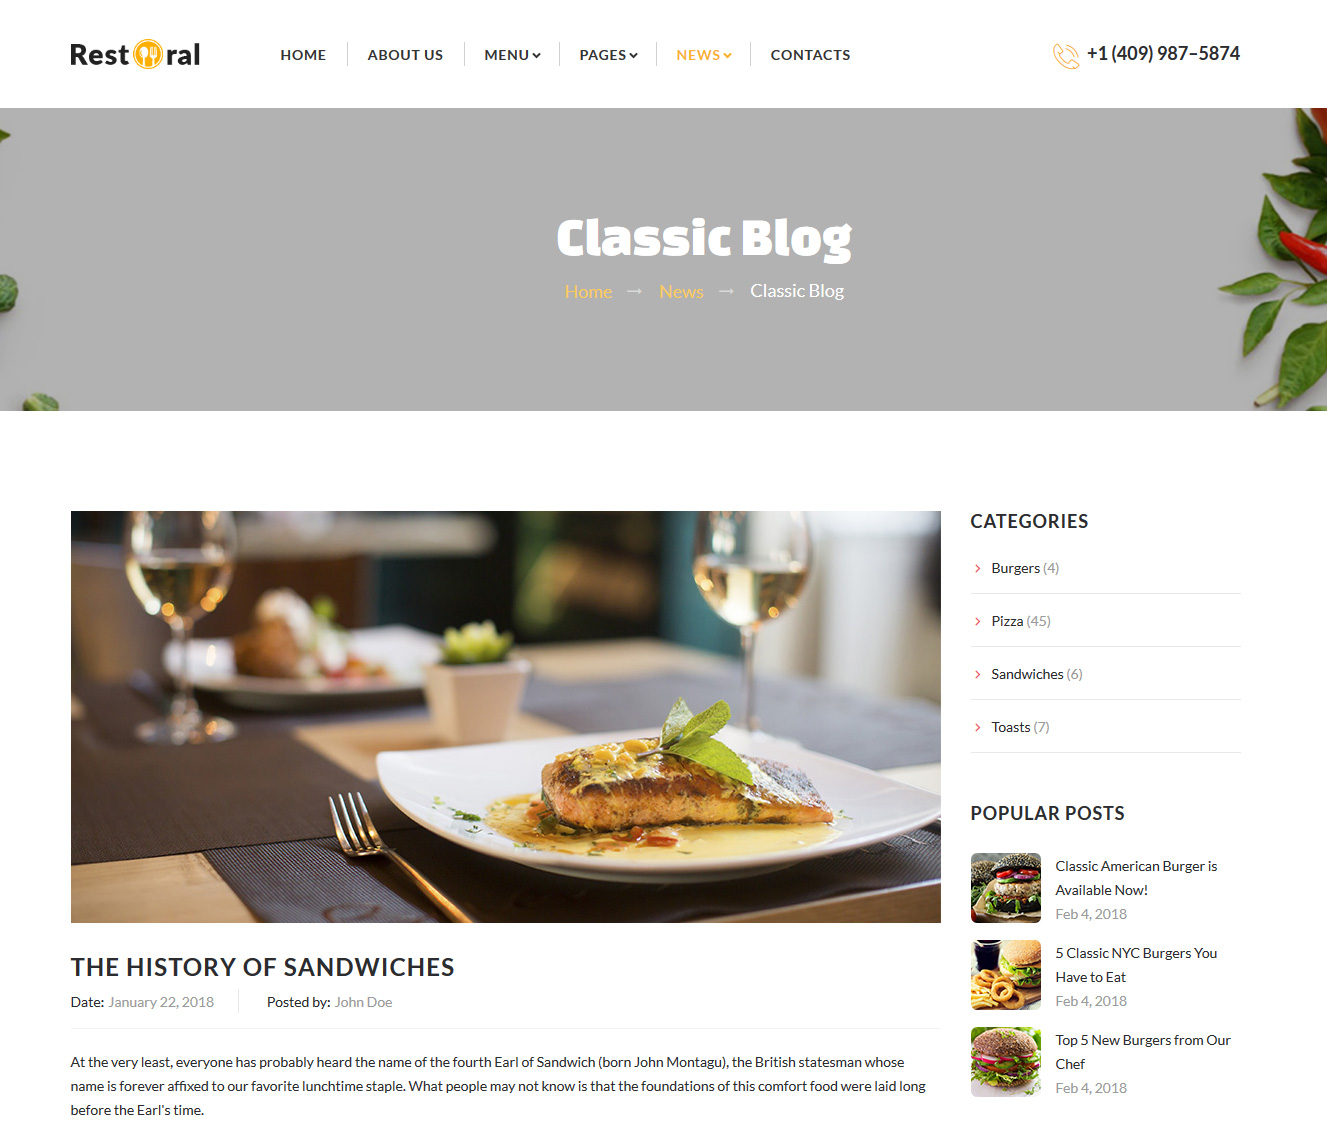 Restoral
HOME
ABOUT US
MENU
PAGES
NEWS
CONTACTS
+1 (409) 987-5874
Classic Blog
Home → News → Classic Blog
THE HISTORY OF SANDWICHES
Date: January 22, 2018
Posted by: John Doe
At the very least, everyone has probably heard the name of the fourth Earl of Sandwich (born John Montagu), the British statesman whose
name is forever affixed to our favorite lunchtime staple. What people may not know is that the foundations of this comfort food were laid long
before the Earl's time.
CATEGORIES
Burgers (4)
Pizza (45)
Sandwiches (6)
Toasts (7)
POPULAR POSTS
Classic American Burger is
Available Now!
Feb 4, 2018
5 Classic NYC Burgers You
Have to Eat
Feb 4, 2018
Top 5 New Burgers from Our
Chef
Feb 4, 2018